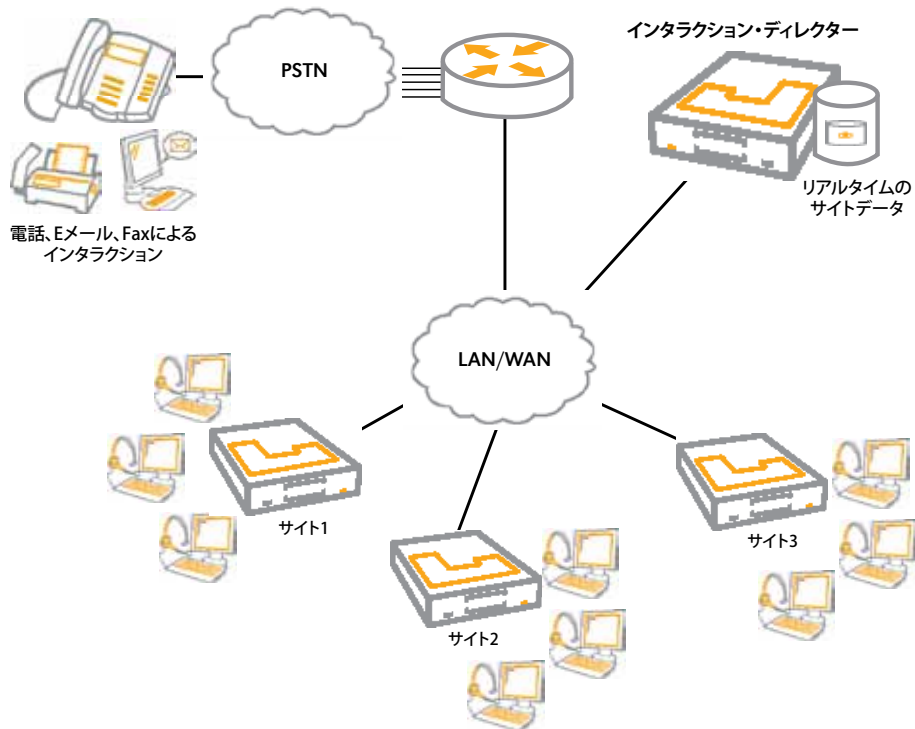 インタラクション・ディレクター
PSTN
リアルタイムの
サイトデータ
電話、Eメール、Faxによる
インタラクション
LAN/WAN
サイト1
サイト3
サイト2